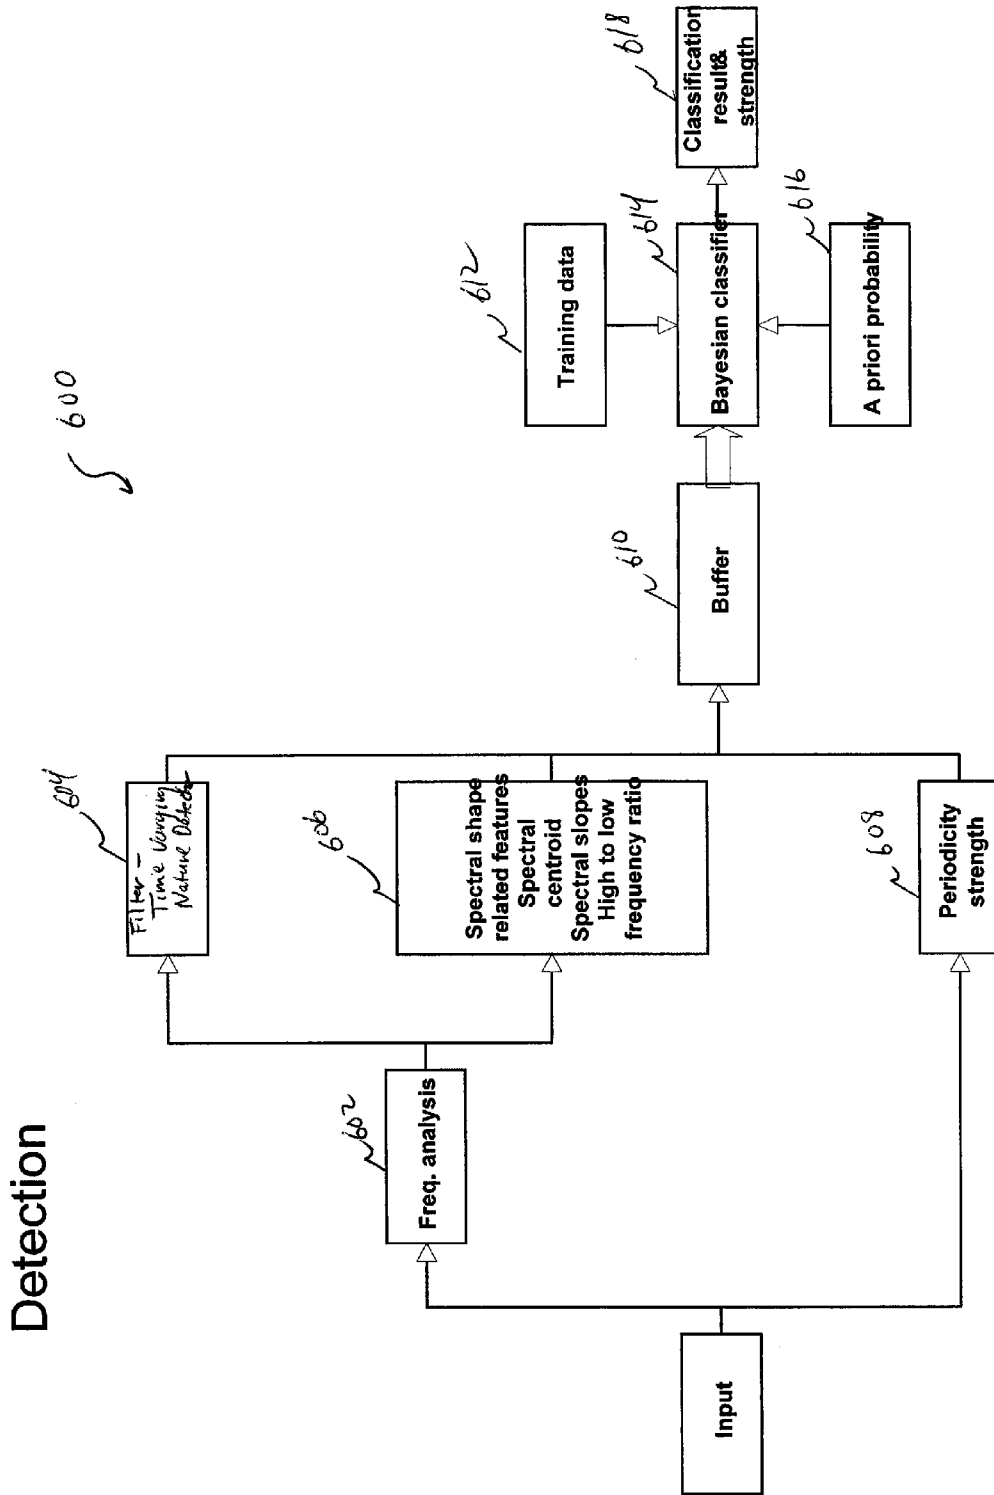 Detection
600
Input
602
Freq. analysis
604
Filter -
Time Varying
Nature Detector
606
Spectral shape
related features
Spectral
centroid
Spectral slopes
High to low
frequency ratio
608
Periodicity
strength
610
Buffer
612
Training data
614
Bayesian classifier
616
A priori probability
618
Classification
result&
strength